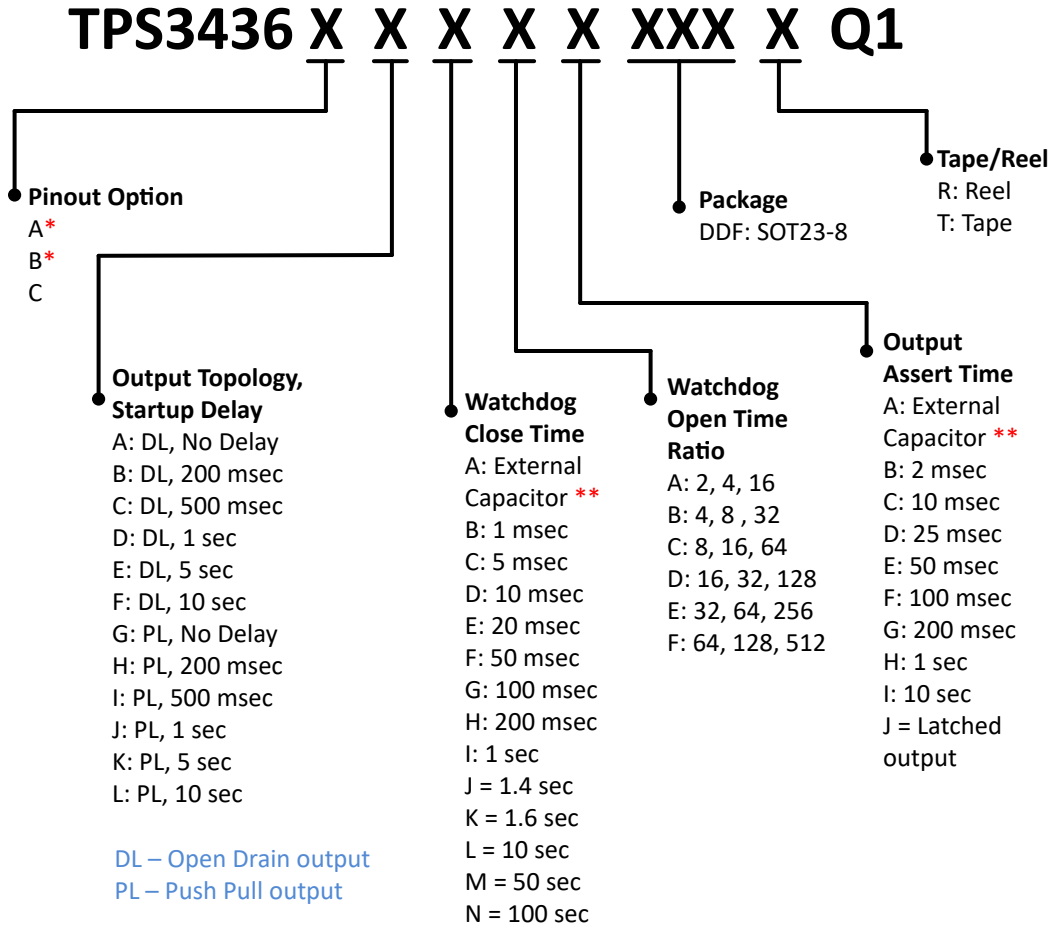 TPS3436 X X X X X XXX X Q1
Pinout Option
A*
B*
C
Output Topology,
Startup Delay
A: DL, No Delay
B: DL, 200 msec
C: DL, 500 msec
D: DL, 1 sec
E: DL, 5 sec
F: DL, 10 sec
G: PL, No Delay
H: PL, 200 msec
I: PL, 500 msec
J: PL, 1 sec
K: PL, 5 sec
L: PL, 10 sec
DL – Open Drain output
PL – Push Pull output
Watchdog
Close Time
A: External
Capacitor **
B: 1 msec
C: 5 msec
D: 10 msec
E: 20 msec
F: 50 msec
G: 100 msec
H: 200 msec
I: 1 sec
J = 1.4 sec
K = 1.6 sec
L = 10 sec
M = 50 sec
N = 100 sec
Watchdog
Open Time
Ratio
A: 2, 4, 16
B: 4, 8 , 32
C: 8, 16, 64
D: 16, 32, 128
E: 32, 64, 256
F: 64, 128, 512
Package
DDF: SOT23-8
Output
Assert Time
A: External
Capacitor **
B: 2 msec
C: 10 msec
D: 25 msec
E: 50 msec
F: 100 msec
G: 200 msec
H: 1 sec
I: 10 sec
J = Latched
output
Tape/Reel
R: Reel
T: Tape